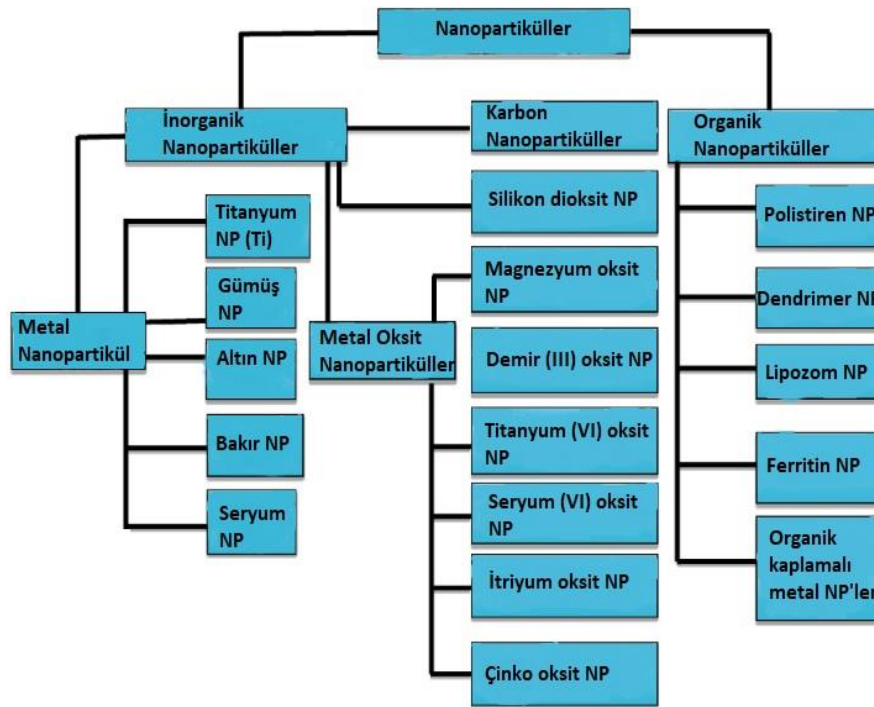 Nanopartiküller
İnorganik
Nanopartiküller
Karbon
Nanopartiküller
Organik
Nanopartiküller
Silikon dioksit NP
Titanyum
NP (Ti)
Gümüş
NP
Metal
Nanopartikül
Altın NP
Bakır NP
Seryum
NP
Metal Oksit
Nanopartiküller
Magnezyum oksit
NP
Demir (III) oksit NP
Titanyum (VI) oksit
NP
Seryum (VI) oksit
NP
İtriyum oksit NP
Çinko oksit NP
Polistiren NP
Dendrimer NP
Lipozom NP
Ferritin NP
Organik
kaplamalı
metal NP'ler